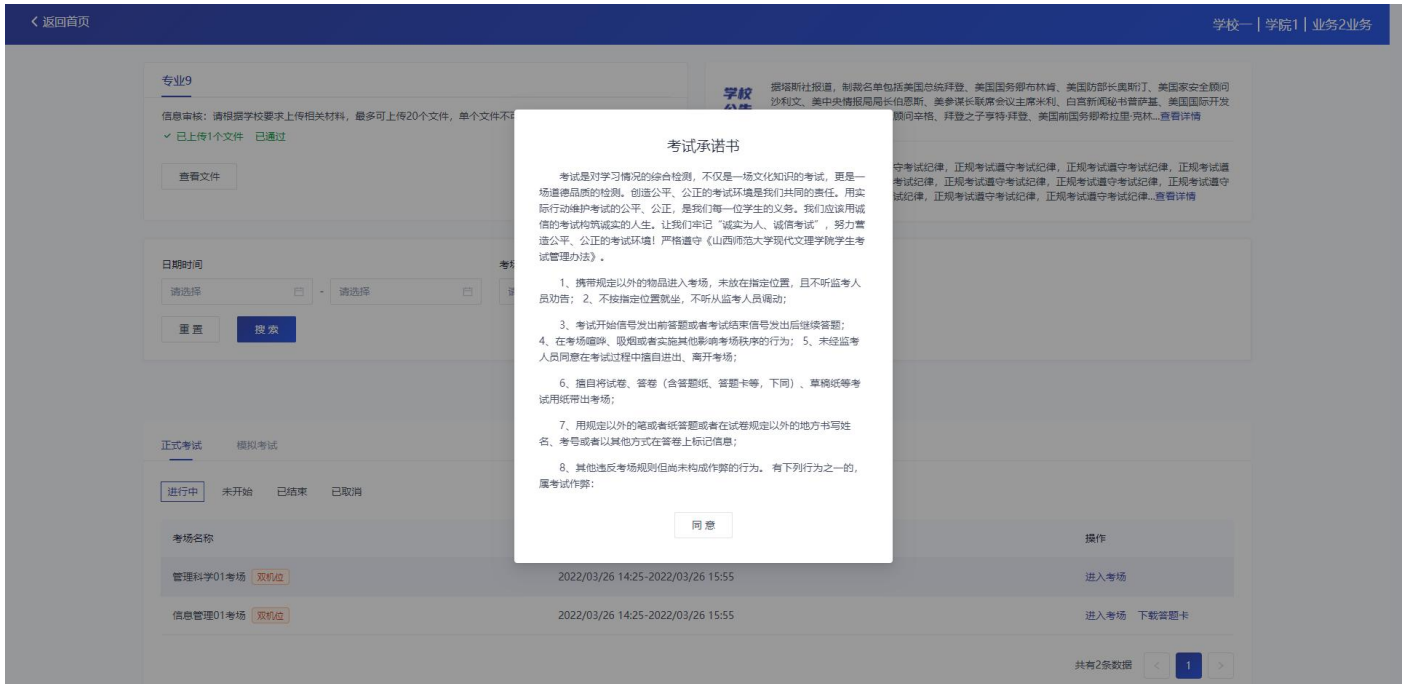 返回首页
学校一 | 学院1 | 业务2业务
专业9
信息审核：请根据学校要求上传相关材料，最多可上传20个文件，单个文件不
已上传1个文件 已通过
查看文件
学校
公告
据塔斯社报道，制裁名单包括美国总统拜登、美国国务卿布林肯、美国防部长奥斯汀、美国家安全顾问
沙利文、美中央情报局局长伯恩斯、美参谋长联席会议主席米利、白宫新闻秘书普萨基、美国国际开发
顾问辛格、拜登之子亨特·拜登、美国前国务卿希拉里·克林...查看详情
守考试纪律，正规考试遵守考试纪律，正规考试遵守考试纪律，正规考试遵
考试纪律，正规考试遵守考试纪律，正规考试遵守考试纪律，正规考试遵守
试纪律，正规考试遵守考试纪律，正规考试遵守考试纪律...查看详情
日期时间
请选择 - 请选择
重置 搜索
考试承诺书
考试是对学习情况的综合检测，不仅是一场文化知识的考试，更是一
场道德品质的检测。创造公平、公正的考试环境是我们共同的责任。用实
际行动维护考试的公平、公正，是我们每一位学生的义务。我们应该用诚
信的考试构筑诚实的人生。让我们牢记“诚实为人、诚信考试”，努力营
造公平、公正的考试环境！严格遵守《山西师范大学现代文理学院学生考
试管理办法》。
1、携带规定以外的物品进入考场，未放在指定位置，且不听监考人
员劝告； 2、不按指定位置就坐，不听从监考人员调动；
3、考试开始信号发出前答题或者考试结束信号发出后继续答题；
4、在考场喧哗、吸烟或者实施其他影响考场秩序的行为； 5、未经监考
人员同意在考试过程中擅自进出、离开考场；
6、擅自将试卷、答卷（含答题纸、答题卡等，下同）、草稿纸等考
试用纸带出考场；
7、用规定以外的笔或者纸答题或者在试卷规定以外的地方书写姓
名、考号或者以其他方式在答卷上标记信息；
8、其他违反考场规则但尚未构成作弊的行为。 有下列行为之一的，
属考试作弊：
同意
正式考试 模拟考试
进行中 未开始 已结束 已取消
考场名称 操作
管理科学01考场 双机位 2022/03/26 14:25-2022/03/26 15:55 进入考场
信息管理01考场 双机位 2022/03/26 14:25-2022/03/26 15:55 进入考场 下载答题卡
共有2条数据 < 1 >